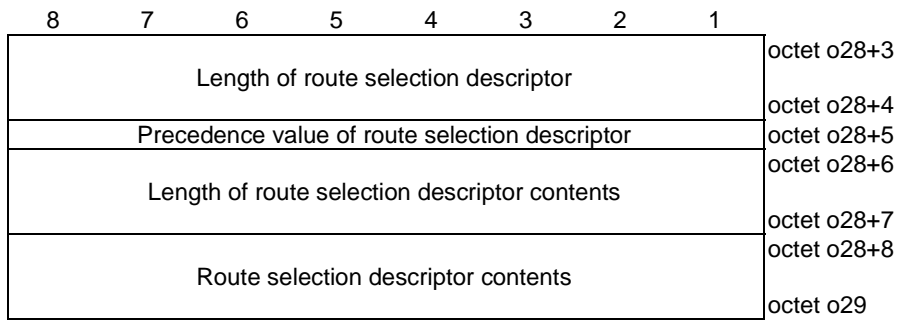 8 7 6 5 4 3 2 1
octet o28+3
Length of route selection descriptor
octet o28+4
Precedence value of route selection descriptor octet o28+5
octet o28+6
Length of route selection descriptor contents
octet o28+7
octet o28+8
Route selection descriptor contents
octet o29